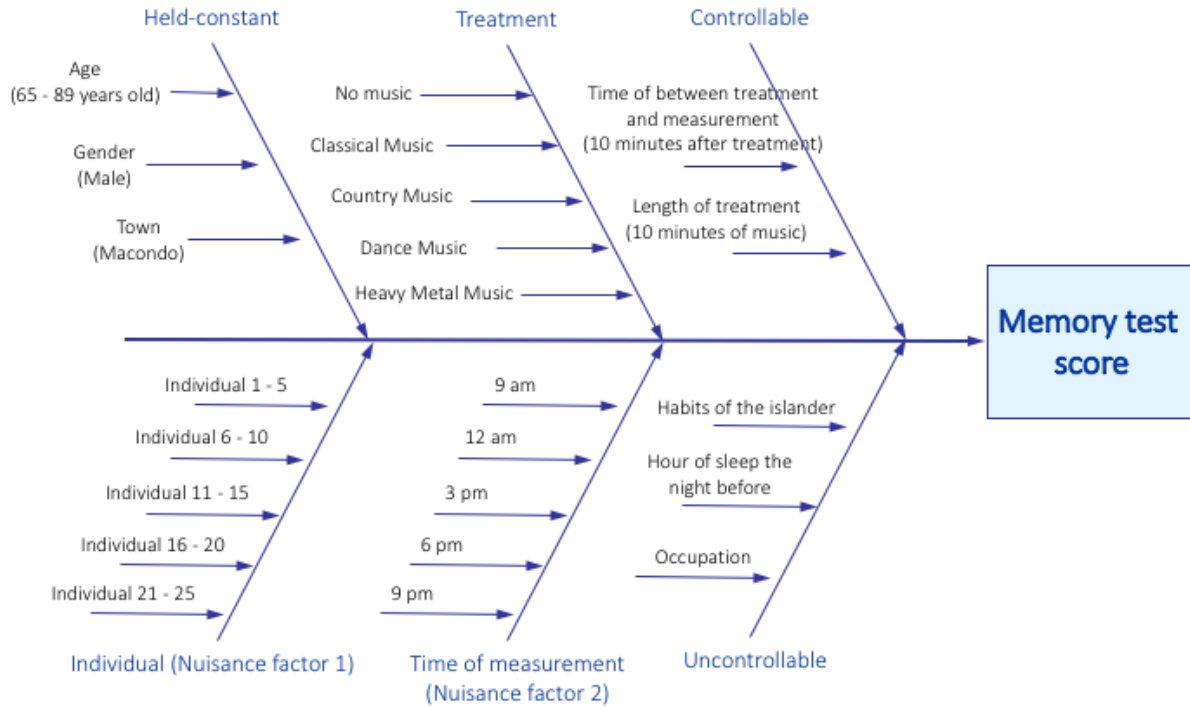 Held-constant
Treatment
Controllable
Age
(65 - 89 years old)
Gender
(Male)
Town
(Macondo)
No music
Classical Music
Country Music
Dance Music
Heavy Metal Music
Time of between treatment
and measurement
(10 minutes after treatment)
Length of treatment
(10 minutes of music)
Memory test
score
Individual 1 - 5
Individual 6 - 10
Individual 11 - 15
Individual 16 - 20
Individual 21 - 25
9 am
12 am
3 pm
6 pm
9 pm
Habits of the islander
Hour of sleep the
night before
Occupation
Individual (Nuisance factor 1)
Time of measurement
(Nuisance factor 2)
Uncontrollable